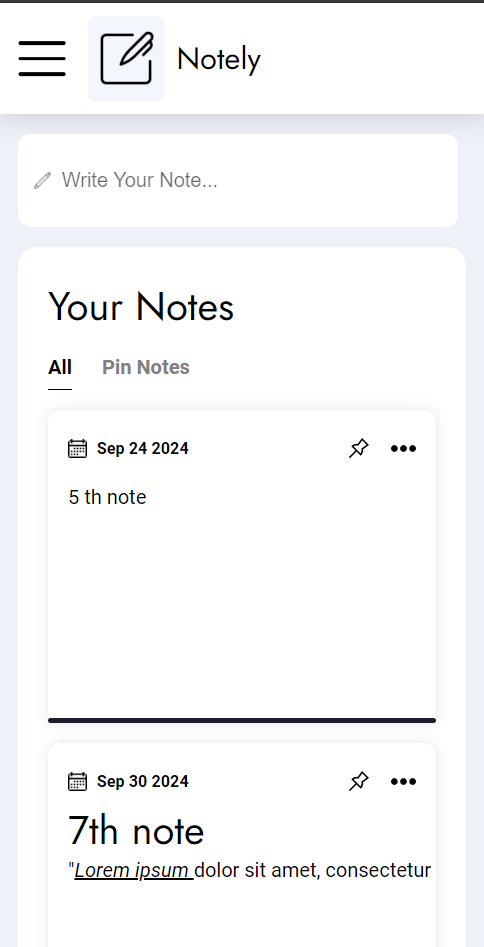 Notely
Write Your Note...
Your Notes
All Pin Notes
Sep 24 2024
5 th note
Sep 30 2024
7th note
"Lorem ipsum dolor sit amet, consectetur